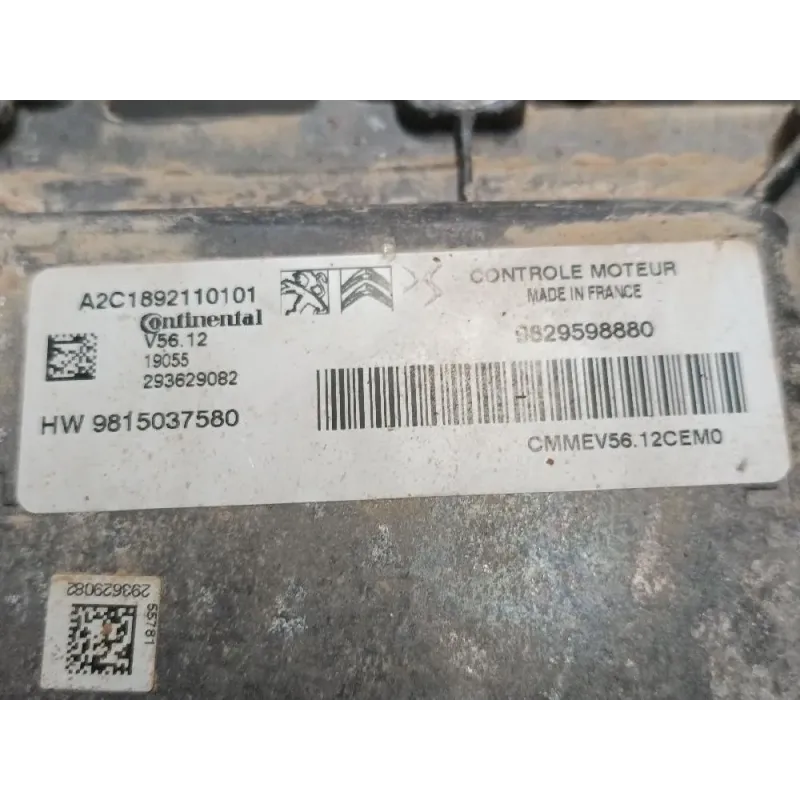 A2C1892110101
Continental
V56.12
19055
293629082
HW 9815037580
CONTROLE MOTEUR
MADE IN FRANCE
9829598880
CMMEV56.12CEM0
293629082
55781